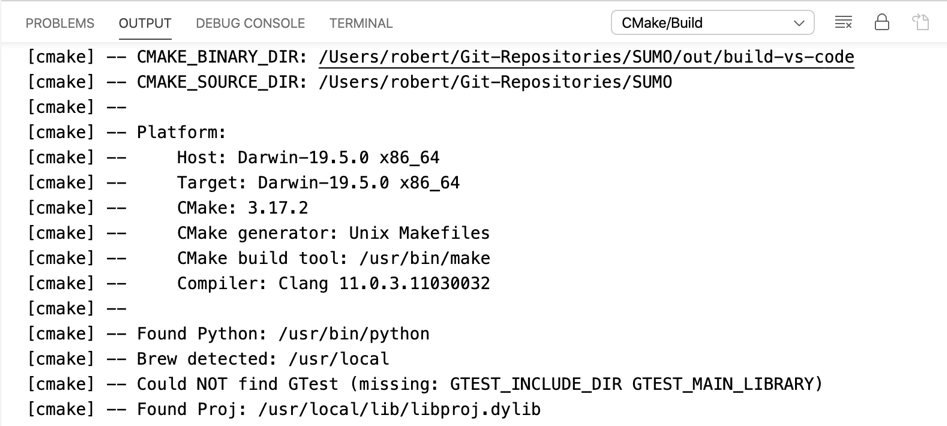 PROBLEMS OUTPUT DEBUG CONSOLE TERMINAL CMake/Build
[cmake] -- CMAKE_BINARY_DIR: /Users/robert/Git-Repositories/SUMO/out/build-vs-code
[cmake] -- CMAKE_SOURCE_DIR: /Users/robert/Git-Repositories/SUMO
[cmake] --
[cmake] -- Platform:
[cmake] --     Host: Darwin-19.5.0 x86_64
[cmake] --     Target: Darwin-19.5.0 x86_64
[cmake] --     CMake: 3.17.2
[cmake] --     CMake generator: Unix Makefiles
[cmake] --     CMake build tool: /usr/bin/make
[cmake] --     Compiler: Clang 11.0.3.11030032
[cmake] --
[cmake] -- Found Python: /usr/bin/python
[cmake] -- Brew detected: /usr/local
[cmake] -- Could NOT find GTest (missing: GTEST_INCLUDE_DIR GTEST_MAIN_LIBRARY)
[cmake] -- Found Proj: /usr/local/lib/libproj.dylib